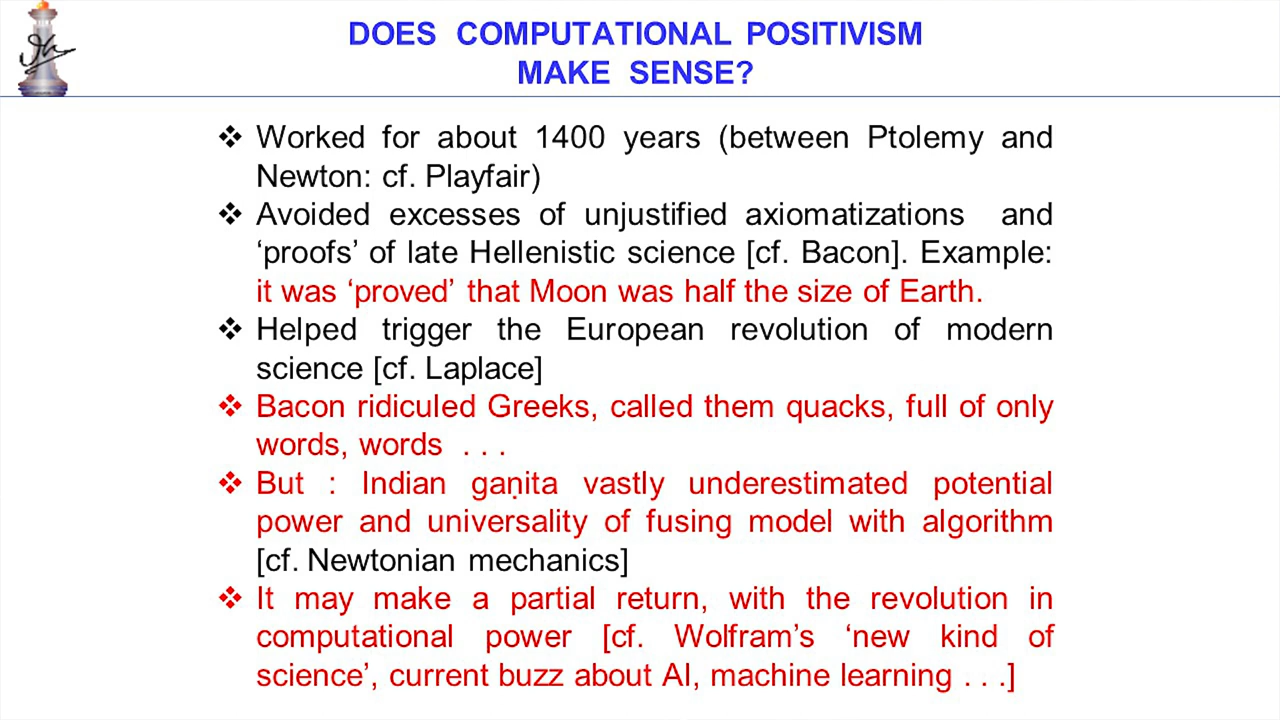 DOES COMPUTATIONAL POSITIVISM
MAKE SENSE?
❖ Worked for about 1400 years (between Ptolemy and
Newton: cf. Playfair)
❖ Avoided excesses of unjustified axiomatizations and
‘proofs’ of late Hellenistic science [cf. Bacon]. Example:
it was ‘proved’ that Moon was half the size of Earth.
❖ Helped trigger the European revolution of modern
science [cf. Laplace]
❖ Bacon ridiculed Greeks, called them quacks, full of only
words, words . . .
❖ But : Indian gaṇita vastly underestimated potential
power and universality of fusing model with algorithm
[cf. Newtonian mechanics]
❖ It may make a partial return, with the revolution in
computational power [cf. Wolfram’s ‘new kind of
science’, current buzz about AI, machine learning . . .]